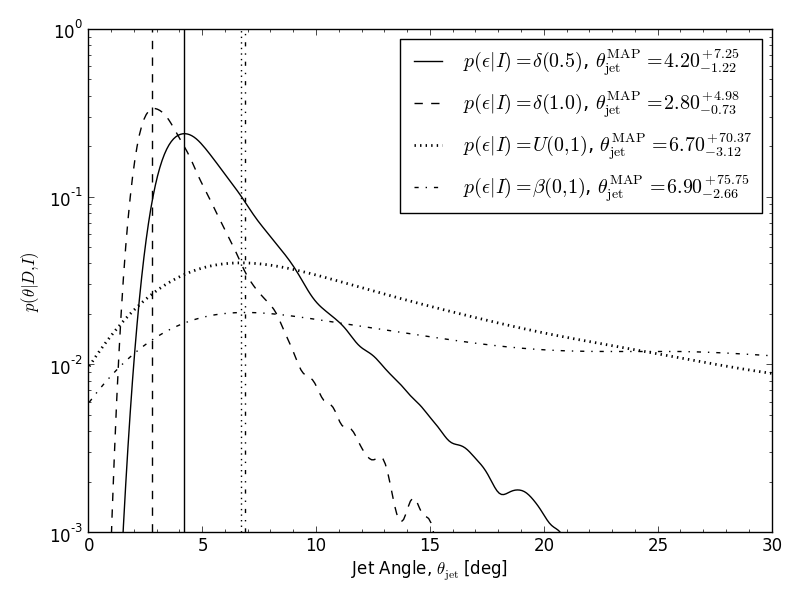 p(ϵ|I) = δ(0.5), θ_jet^MAP = 4.20^{+7.25}_{-1.22}
p(ϵ|I) = δ(1.0), θ_jet^MAP = 2.80^{+4.98}_{-0.73}
p(ϵ|I) = U(0,1), θ_jet^MAP = 6.70^{+70.37}_{-3.12}
p(ϵ|I) = β(0,1), θ_jet^MAP = 6.90^{+75.75}_{-2.66}
10^0
10^-1
10^-2
10^-3
p(θ|D,I)
0 5 10 15 20 25 30
Jet Angle, θ_jet [deg]